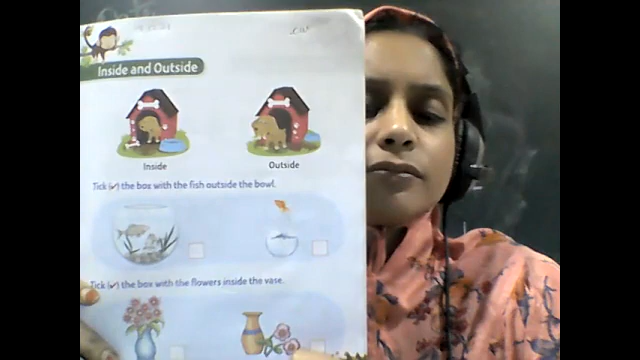 Inside and Outside
Inside
Outside
Tick (✓) the box with the fish outside the bowl.
Tick (✓) the box with the flowers inside the vase.